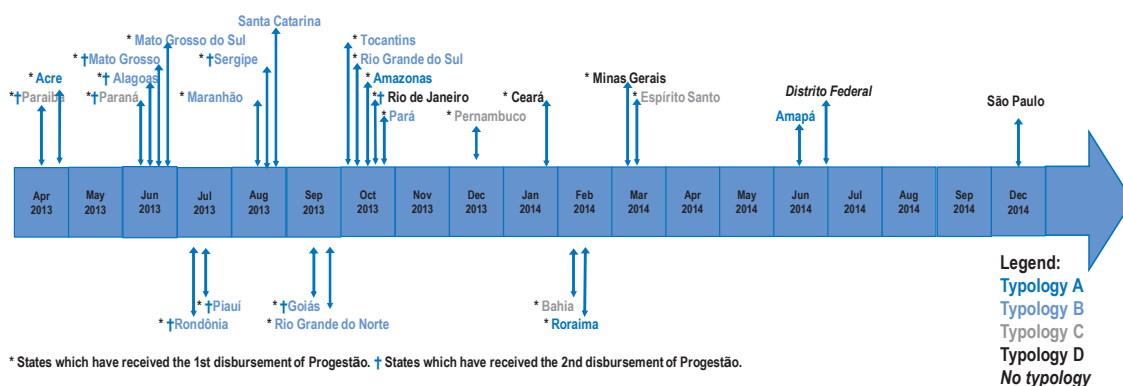 Santa Catarina
* Mato Grosso do Sul
* Tocantins
* †Mato Grosso
* †Sergipe
* Rio Grande do Sul
* Acre
* †Alagoas
* Amazonas
* Minas Gerais
Distrito Federal
* †Paraíba
* †Paraná
* Maranhão
* † Rio de Janeiro
* Ceará
* Espírito Santo
São Paulo
* Pará
* Pernambuco
Amapá
Apr 2013
May 2013
Jun 2013
Jul 2013
Aug 2013
Sep 2013
Oct 2013
Nov 2013
Dec 2013
Jan 2014
Feb 2014
Mar 2014
Apr 2014
May 2014
Jun 2014
Jul 2014
Aug 2014
Sep 2014
Dec 2014
* †Piauí
* †Goiás
* Bahia
* †Rondônia
* Rio Grande do Norte
* Roraima
Legend:
Typology A
Typology B
Typology C
Typology D
No typology
* States which have received the 1st disbursement of Progestão. † States which have received the 2nd disbursement of Progestão.